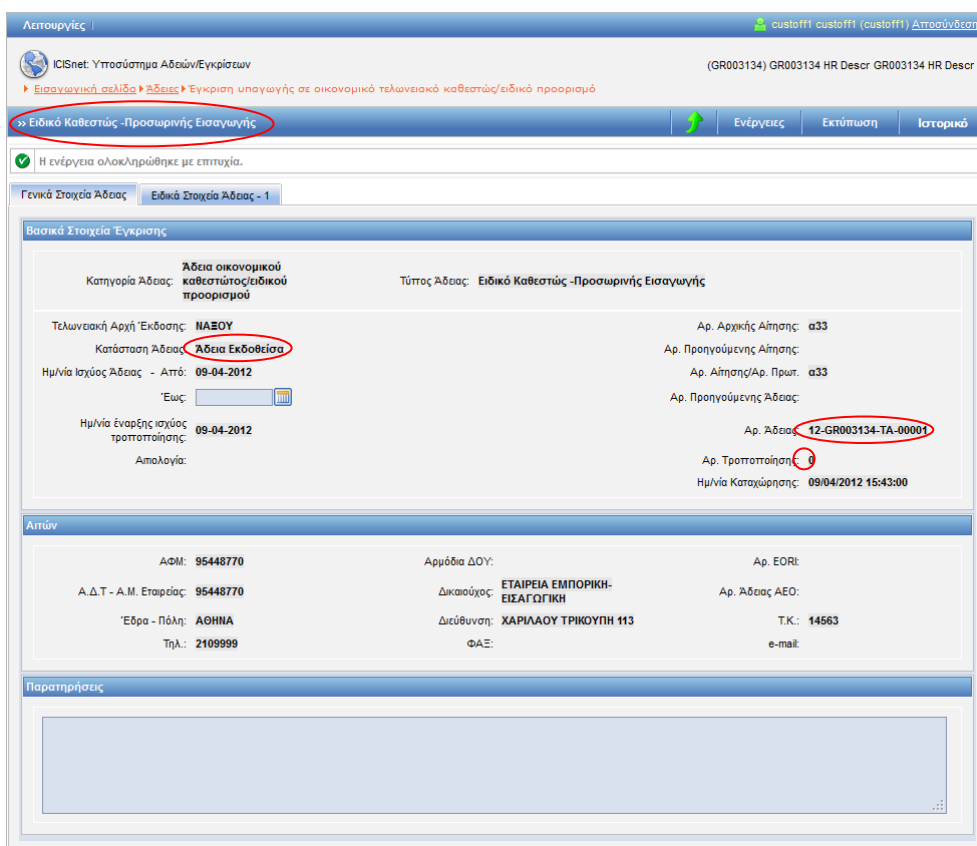 Λειτουργίες | custoff1 custoff1 (custoff1) Αποσύνδεση
ICISnet: Υποσύστημα Αδειών/Εγκρίσεων (GR003134) GR003134 HR Descr GR003134 HR Descr
Εισαγωγική σελίδα Άδειες Έγκριση υπαγωγής σε οικονομικό τελωνειακό καθεστώς/ειδικό προορισμό
» Ειδικό Καθεστώς -Προσωρινής Εισαγωγής Ενέργειες Εκτύπωση Ιστορικό
Η ενέργεια ολοκληρώθηκε με επιτυχία.
Γενικά Στοιχεία Άδειας Ειδικά Στοιχεία Άδειας - 1
Βασικά Στοιχεία Έγκρισης
Κατηγορία Άδειας: Άδεια οικονομικού καθεστώτος/ειδικού προορισμού Τύπος Άδειας: Ειδικό Καθεστώς -Προσωρινής Εισαγωγής
Τελωνειακή Αρχή Έκδοσης: ΝΑΞΟΥ Αρ. Αρχικής Αίτησης: α33
Κατάσταση Άδειας: Άδεια Εκδοθείσα Αρ. Προηγούμενης Αίτησης:
Ημ/νία Ισχύος Άδειας - Από: 09-04-2012 Αρ. Αίτησης/Αρ. Πρωτ. α33
Έως: Αρ. Προηγούμενης Άδειας:
Ημ/νία έναρξης ισχύος τροποποίησης: 09-04-2012 Αρ. Άδειας: 12-GR003134-TA-00001
Αιτιολογία: Αρ. Τροποποίησης: 0
Ημ/νία Καταχώρησης: 09/04/2012 15:43:00
Αιτών
ΑΦΜ: 95448770 Αρμόδια ΔΟΥ: Αρ. EORI:
Α.Δ.Τ - Α.Μ. Εταιρείας: 95448770 Δικαιούχος: ΕΤΑΙΡΕΙΑ ΕΜΠΟΡΙΚΗ-ΕΙΣΑΓΩΓΙΚΗ Αρ. Άδειας ΑΕΟ:
Έδρα - Πόλη: ΑΘΗΝΑ Διεύθυνση: ΧΑΡΙΛΑΟΥ ΤΡΙΚΟΥΠΗ 113 Τ.Κ.: 14563
Τηλ.: 2109999 ΦΑΞ: e-mail:
Παρατηρήσεις